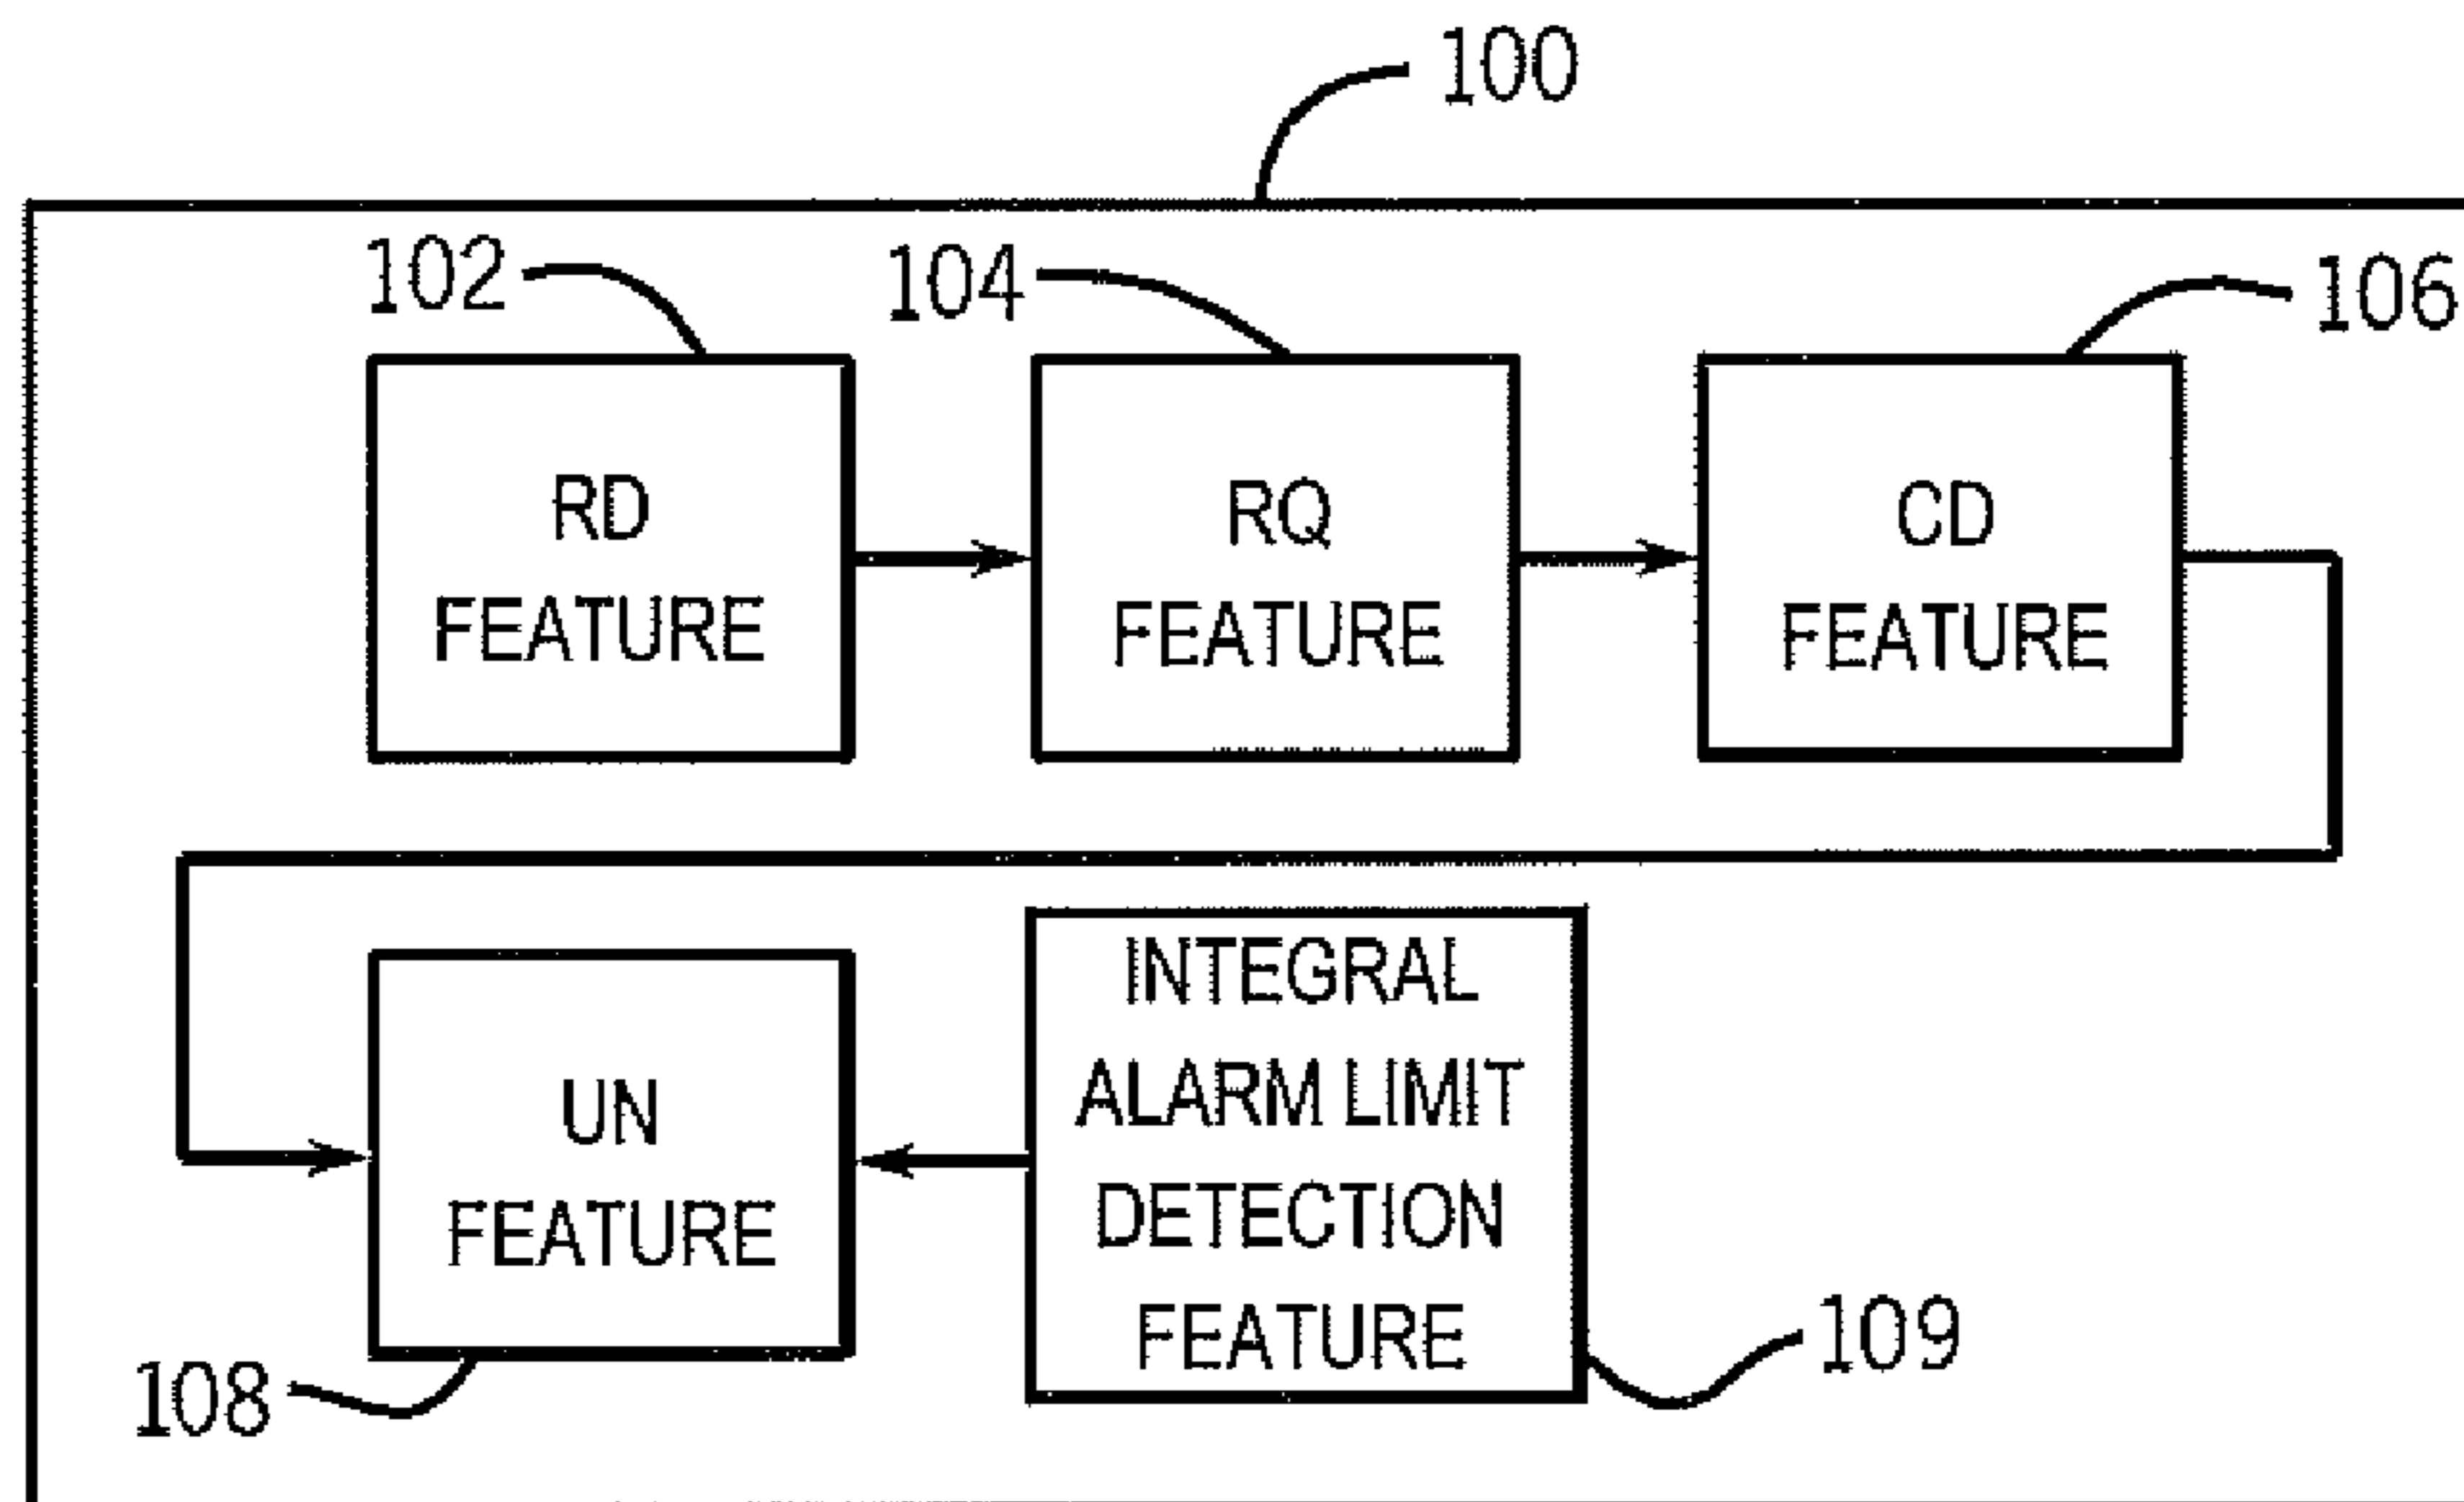 100
102
104
106
RD
FEATURE
RQ
FEATURE
CD
FEATURE
UN
FEATURE
INTEGRAL
ALARM LIMIT
DETECTION
FEATURE
108
109